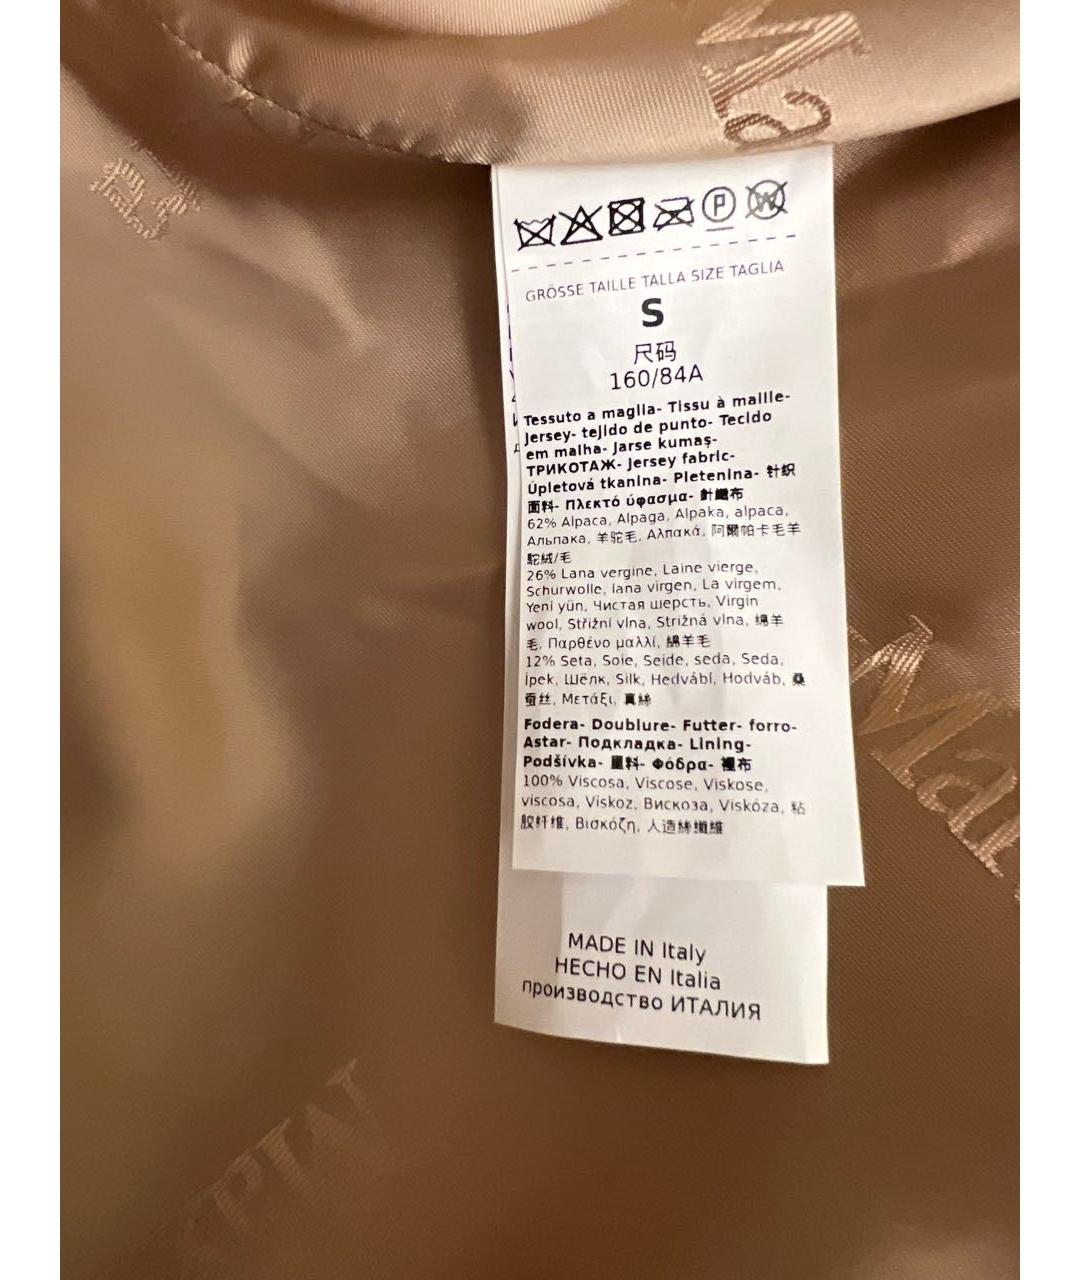 Ma
P
W
GRÖSSE TAILLE TALLA SIZE TAGLIA
S
尺码
160/84A
Tessuto a maglia- Tissu à maille-
Jersey- tejido de punto- Tecido
em malha- Jarse kumaş-
ТРИКОТАЖ- Jersey fabric-
Úpletová tkanina- Pletenina- 针织
面料- Πλεκτό ύφασμα- 針織布
62% Alpaca, Alpaga, Alpaka, alpaca,
Альпака, 羊驼毛, Αλπακά, 阿爾帕卡毛羊
駝絨/毛
26% Lana vergine, Laine vierge,
Schurwolle, lana virgen, La virgem,
Yeni yün, Чистая шерсть, Virgin
wool, Střižní vlna, Strižná vlna, 绵羊
毛, Παρθένο μαλλί, 綿羊毛
12% Seta, Soie, Seide, seda, Seda,
İpek, Шёлк, Silk, Hedvábí, Hodváb, 桑
蚕丝, Μετάξι, 真絲
Fodera- Doublure- Futter- forro-
Astar- Подкладка- Lining-
Podšívka- 里料- Φόδρα- 裡布
100% Viscosa, Viscose, Viskose,
viscosa, Viskoz, Вискоза, Viskóza, 粘
胶纤维, Βισκόζη, 人造絲纖維
Max
MADE IN Italy
HECHO EN Italia
производство ИТАЛИЯ